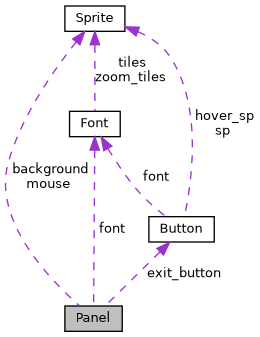 Sprite
tiles
zoom_tiles
hover_sp
sp
Font
background
mouse
font
font
Button
exit_button
Panel